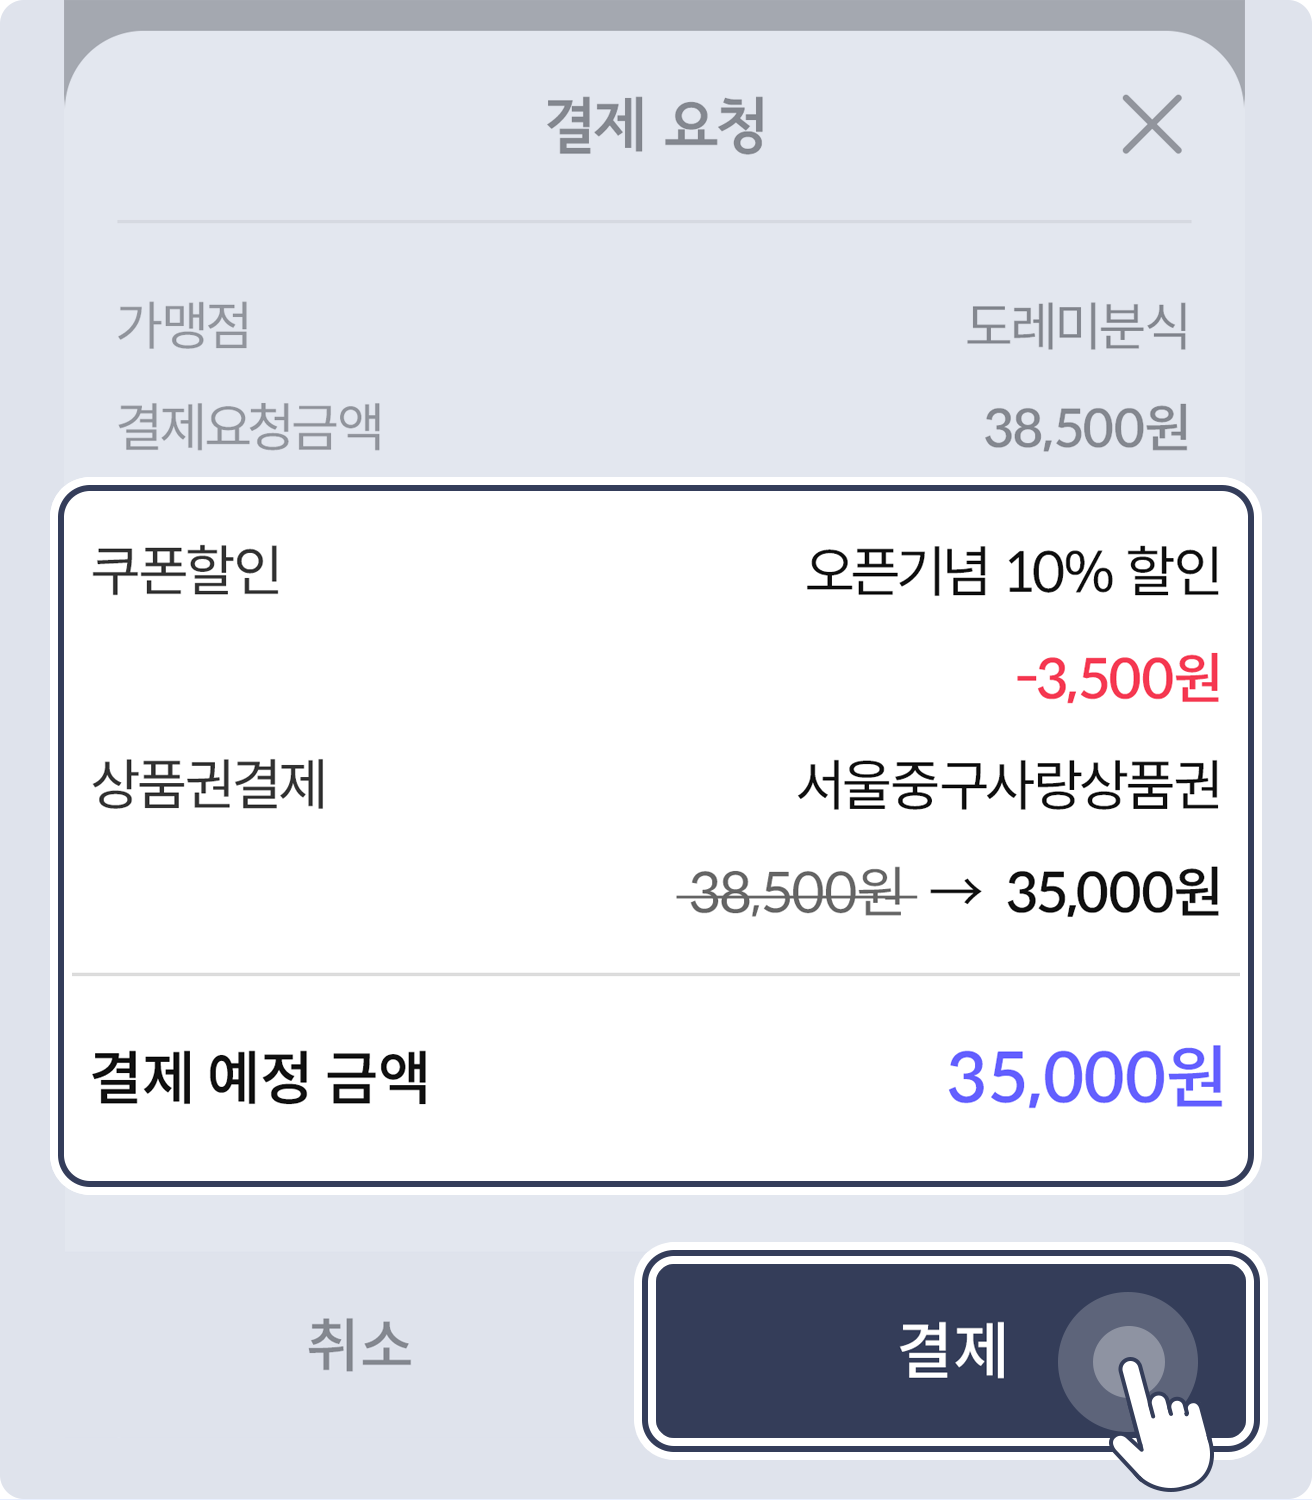 결제 요청
가맹점 도레미분식
결제요청금액 38,500원
쿠폰할인 오픈기념 10% 할인
-3,500원
상품권결제 서울중구사랑상품권
38,500원 → 35,000원
결제 예정 금액 35,000원
취소 결제